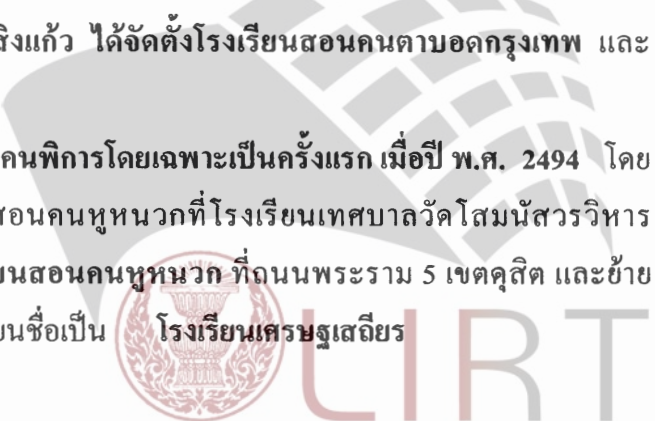 สิงแก้ว ได้จัดตั้งโรงเรียนสอนคนตาบอดกรุงเทพ และ
คนพิการโดยเฉพาะเป็นครั้งแรก เมื่อปี พ.ศ. 2494 โดย
สอนคนหูหนวกที่โรงเรียนเทศบาลวัดโสมนัสวรวิหาร
ยนสอนคนหูหนวก ที่ถนนพระราม 5 เขตดุสิต และย้าย
ยนชื่อเป็น โรงเรียนเศรษฐเสถียร
LIRT